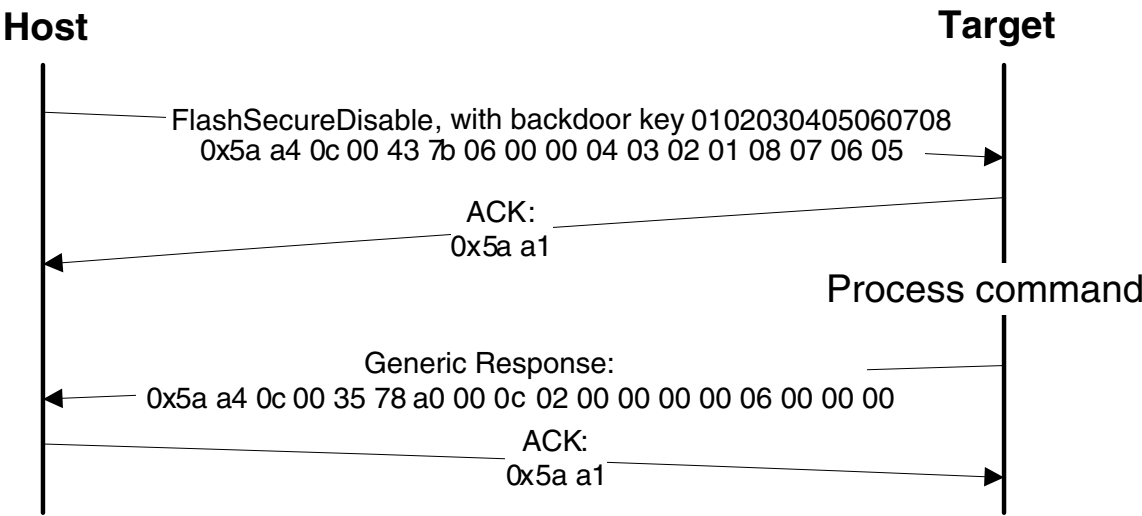 Host
Target
FlashSecureDisable, with backdoor key 0102030405060708
0x5a a4 0c 00 43 7b 06 00 00 04 03 02 01 08 07 06 05
ACK:
0x5a a1
Process command
Generic Response:
0x5a a4 0c 00 35 78 a0 00 0c 02 00 00 00 00 06 00 00 00
ACK:
0x5a a1